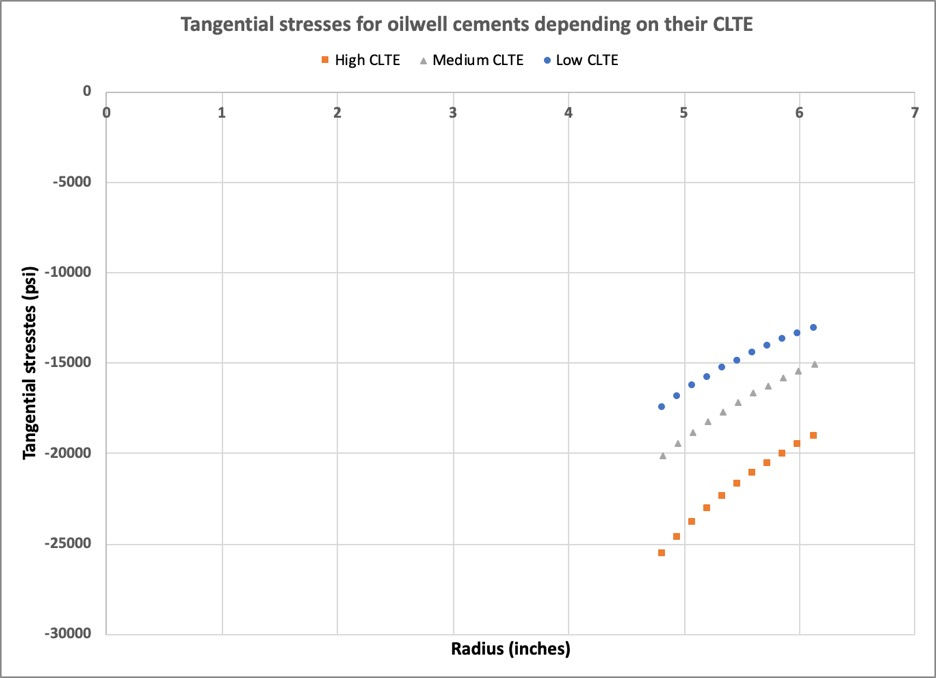 Tangential stresses for oilwell cements depending on their CLTE
High CLTE Medium CLTE Low CLTE
0
0 1 2 3 4 5 6 7
-5000
-10000
-15000
-20000
-25000
-30000
Tangential stresstes (psi)
Radius (inches)